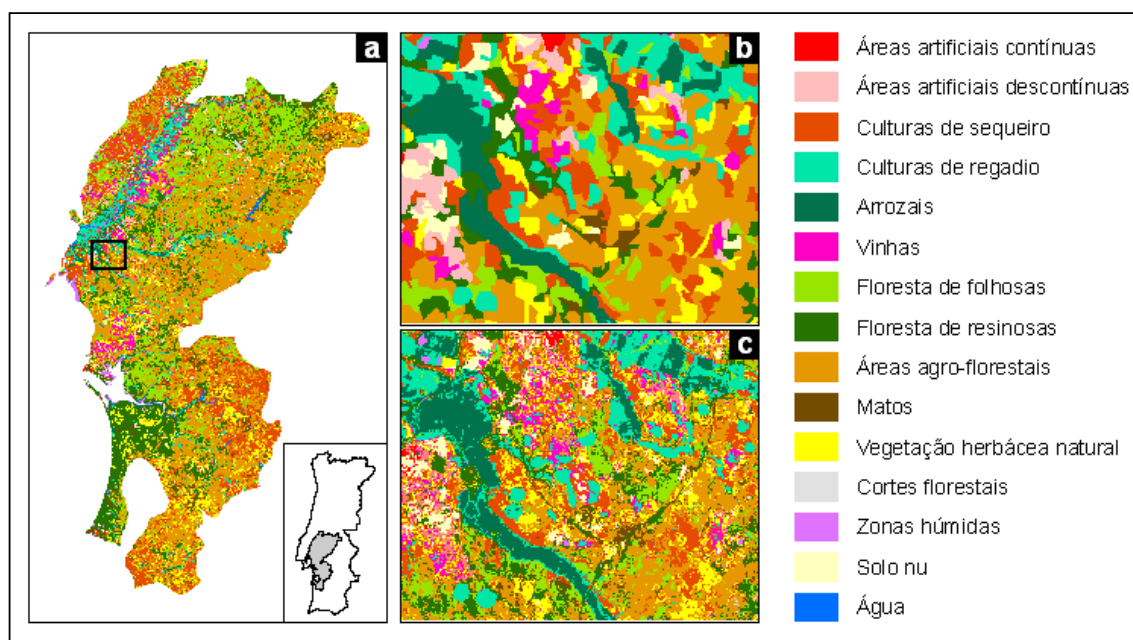 a
b
c
Áreas artificiais contínuas
Áreas artificiais descontínuas
Culturas de sequeiro
Culturas de regadio
Arrozais
Vinhas
Floresta de folhosas
Floresta de resinosas
Áreas agro-florestais
Matos
Vegetação herbácea natural
Cortes florestais
Zonas húmidas
Solo nu
Água